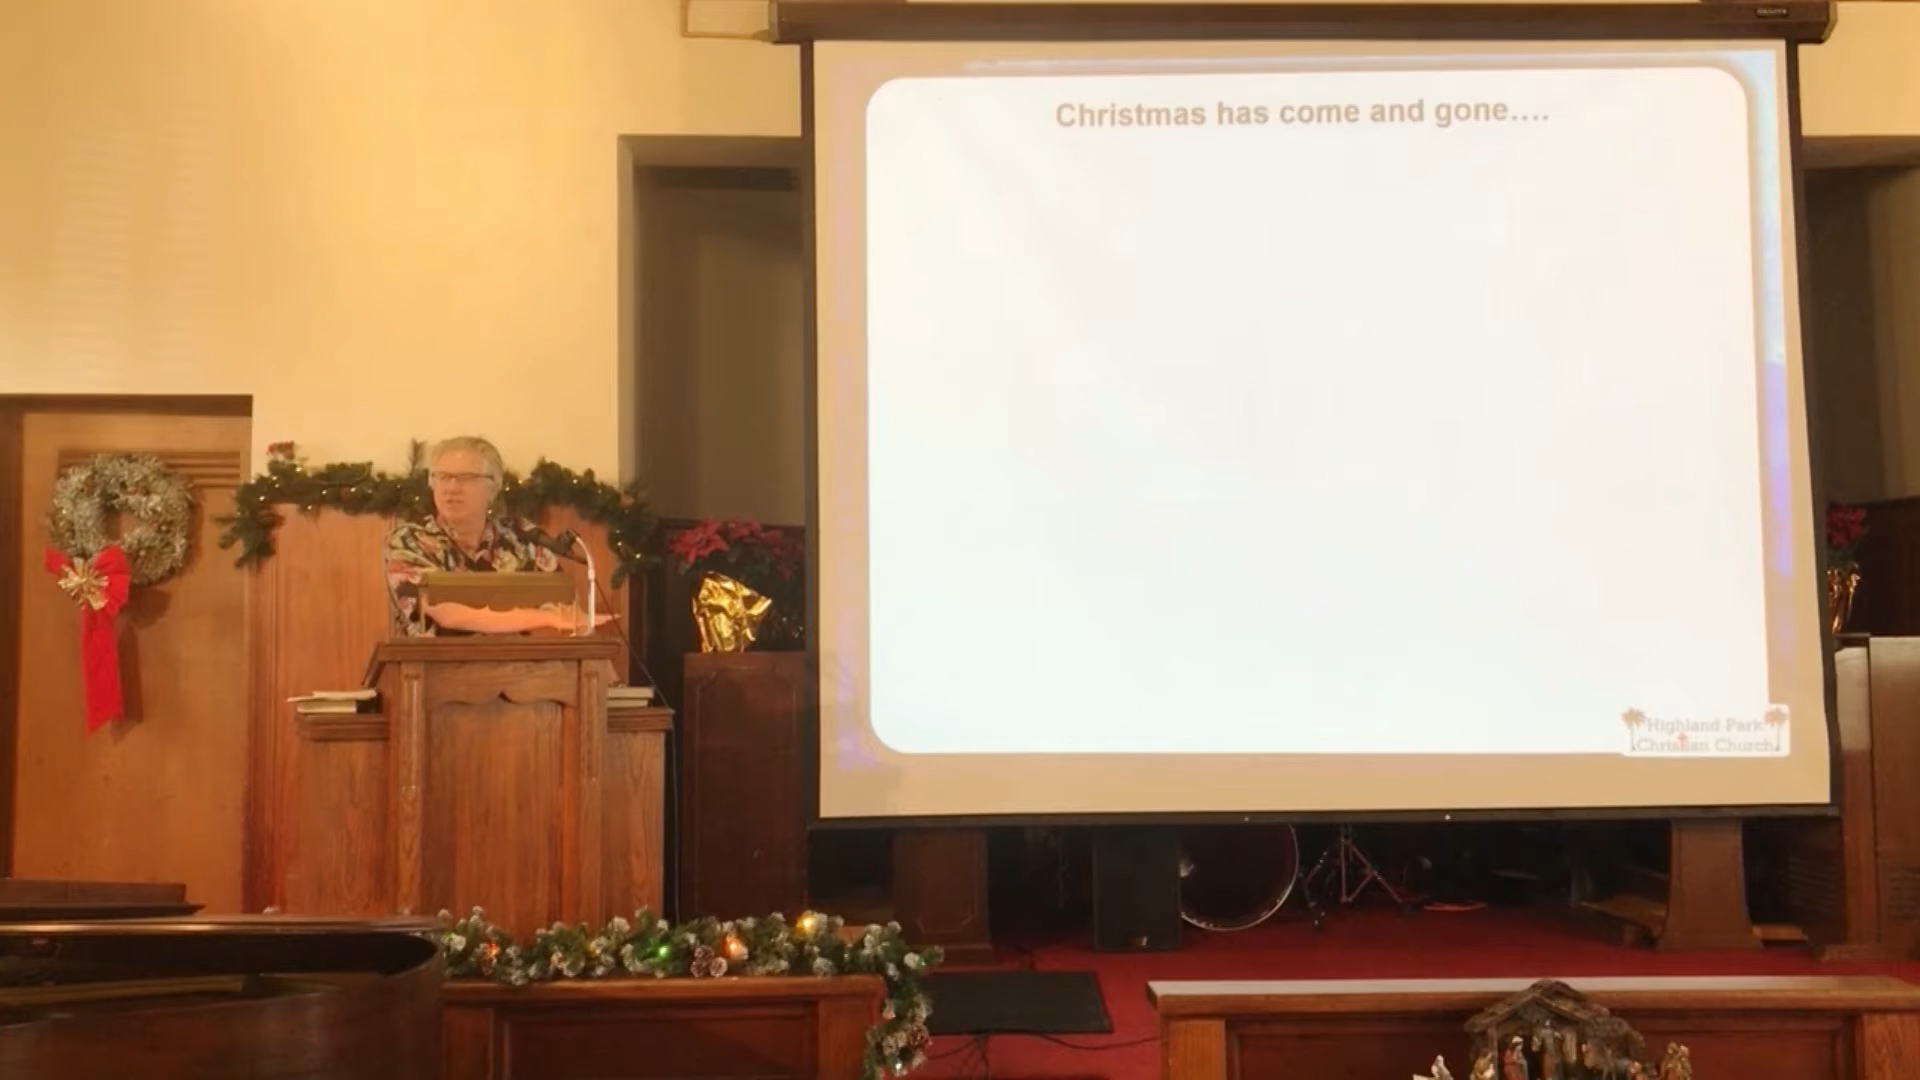 Christmas has come and gone....
Highland Park
Christian Church